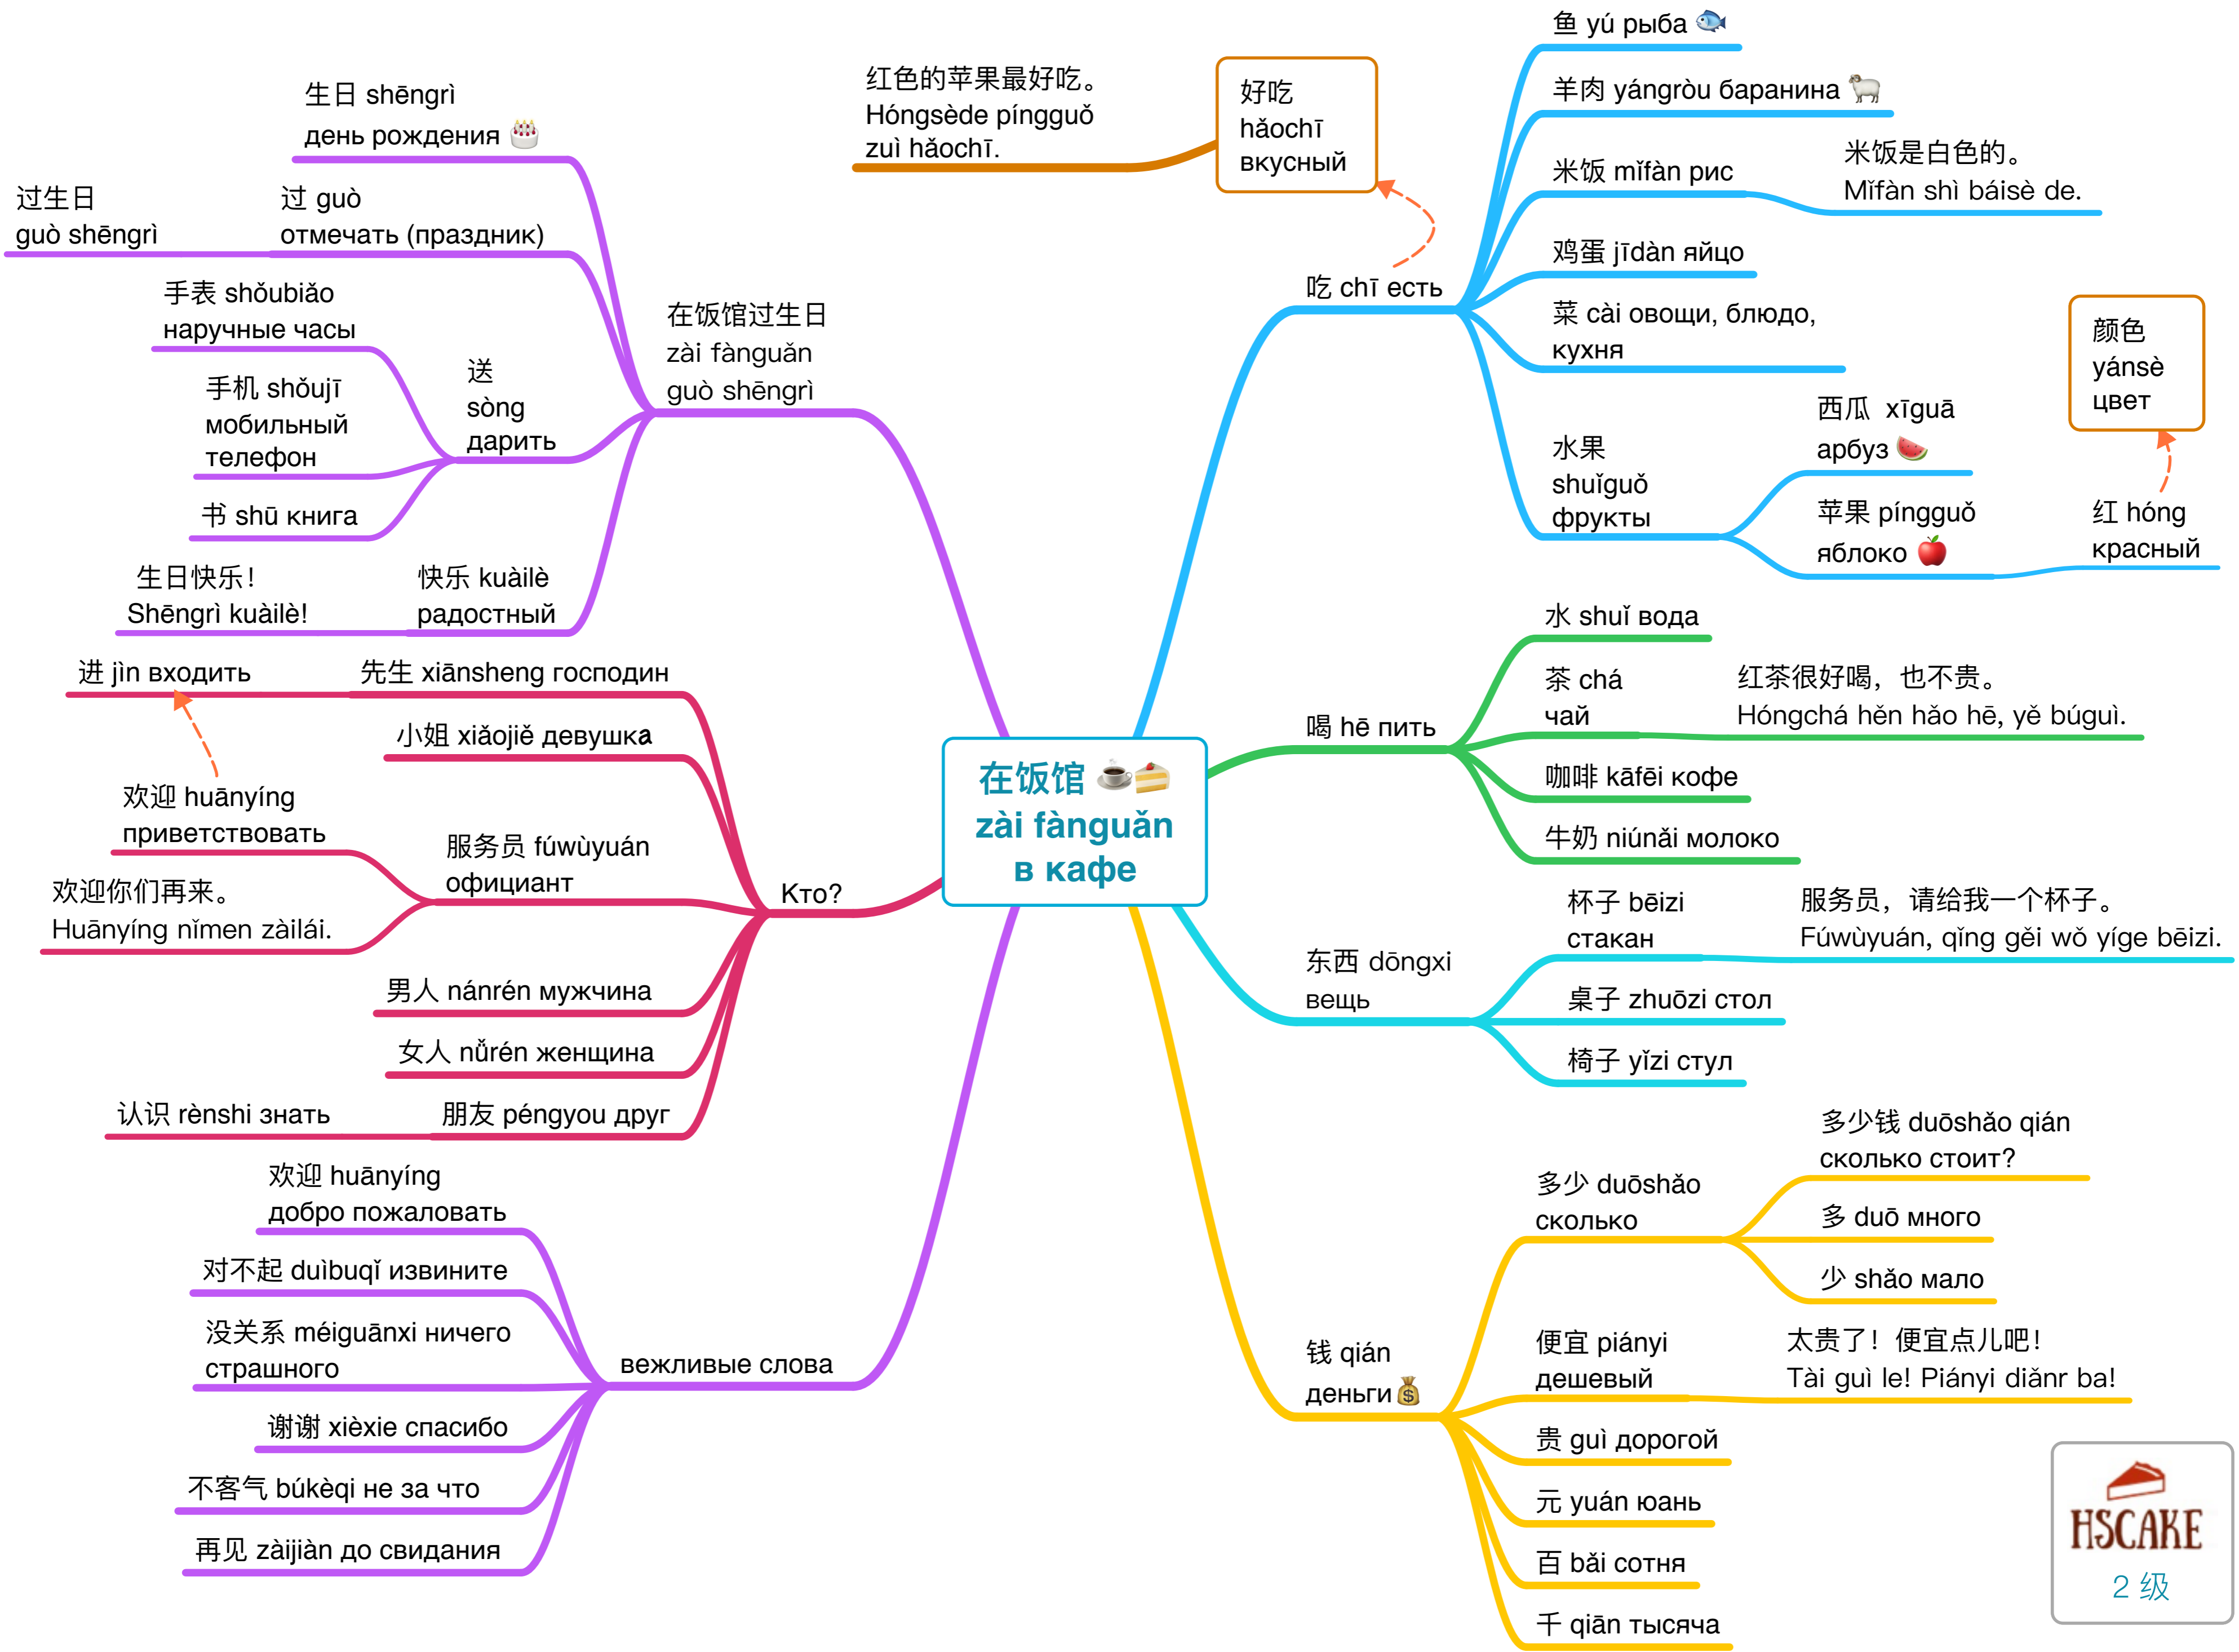 在饭馆
zài fànguǎn
в кафе
吃 chī есть
鱼 yú рыба
羊肉 yángròu баранина
米饭 mǐfàn рис
米饭是白色的。
Mǐfàn shì báisè de.
鸡蛋 jīdàn яйцо
菜 cài овощи, блюдо,
кухня
水果
shuǐguǒ
фрукты
西瓜 xīguā
арбуз
苹果 píngguǒ
яблоко
红 hóng
красный
颜色
yánsè
цвет
好吃
hǎochī
вкусный
红色的苹果最好吃。
Hóngsède píngguǒ
zuì hǎochī.
喝 hē пить
水 shuǐ вода
茶 chá
чай
红茶很好喝，也不贵。
Hóngchá hěn hǎo hē, yě búguì.
咖啡 kāfēi кофе
牛奶 niúnǎi молоко
东西 dōngxi
вещь
杯子 bēizi
стакан
服务员，请给我一个杯子。
Fúwùyuán, qǐng gěi wǒ yíge bēizi.
桌子 zhuōzi стол
椅子 yǐzi стул
钱 qián
деньги
多少 duōshǎo
сколько
多少钱 duōshǎo qián
сколько стоит?
多 duō много
少 shǎo мало
便宜 piányi
дешевый
太贵了！便宜点儿吧！
Tài guì le! Piányi diǎnr ba!
贵 guì дорогой
元 yuán юань
百 bǎi сотня
千 qiān тысяча
在饭馆过生日
zài fànguǎn
guò shēngrì
生日 shēngrì
день рождения
过 guò
отмечать (праздник)
过生日
guò shēngrì
送
sòng
дарить
手表 shǒubiǎo
наручные часы
手机 shǒujī
мобильный
телефон
书 shū книга
快乐 kuàilè
радостный
生日快乐！
Shēngrì kuàilè!
Кто?
先生 xiānsheng господин
进 jìn входить
小姐 xiǎojiě девушка
服务员 fúwùyuán
официант
欢迎 huānyíng
приветствовать
欢迎你们再来。
Huānyíng nǐmen zàilái.
男人 nánrén мужчина
女人 nǚrén женщина
朋友 péngyou друг
认识 rènshi знать
вежливые слова
欢迎 huānyíng
добро пожаловать
对不起 duìbuqǐ извините
没关系 méiguānxi ничего
страшного
谢谢 xièxie спасибо
不客气 búkèqi не за что
再见 zàijiàn до свидания
HSCAKE
2 级